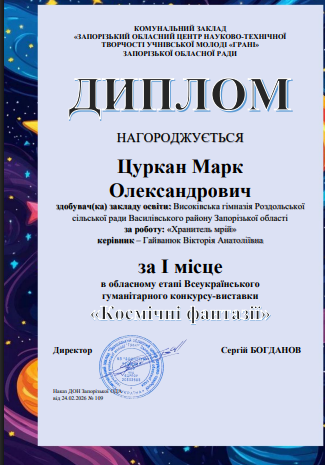 КОМУНАЛЬНИЙ ЗАКЛАД
«ЗАПОРІЗЬКИЙ ОБЛАСНИЙ ЦЕНТР НАУКОВО-ТЕХНІЧНОЇ
ТВОРЧОСТІ УЧНІВСЬКОЇ МОЛОДІ «ГРАНІ»
ЗАПОРІЗЬКОЇ ОБЛАСНОЇ РАДИ
ДИПЛОМ
НАГОРОДЖУЄТЬСЯ
Цуркан Марк
Олександрович
здобувач(ка) закладу освіти: Високівська гімназія Роздольської
сільської ради Василівського району Запорізької області
за роботу: «Хранитель мрій»
керівник – Гайванюк Вікторія Анатоліївна
за І місце
в обласному етапі Всеукраїнського
гуманітарного конкурсу-виставки
«Космічні фантазії»
Директор Сергій БОГДАНОВ
Наказ ДОН Запорізької ОДА
від 24.02.2026 № 109